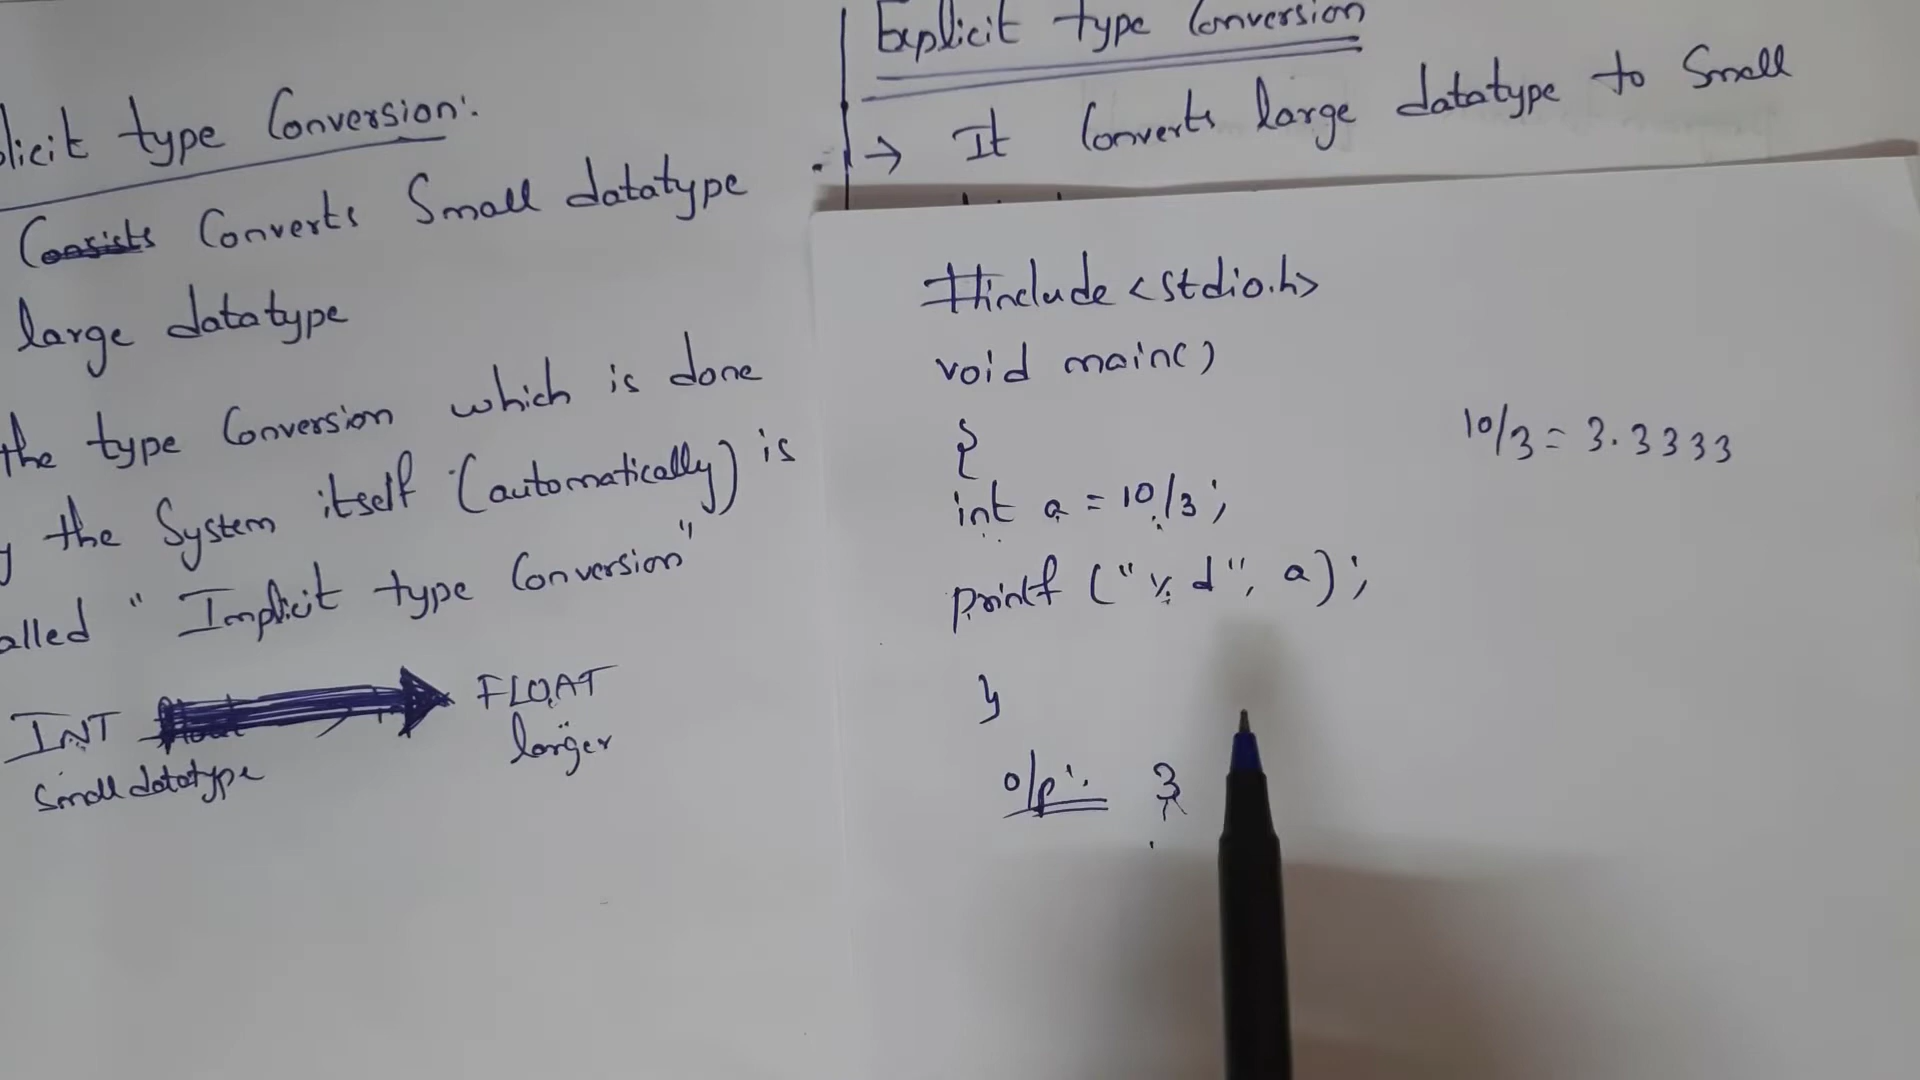 licit type Conversion:
Converts Small datatype
large datatype
the type Conversion which is done
the System itself (automatically) is
alled "Implicit type Conversion"
INT FLOAT
Small datatype larger
Explicit type Conversion
→ It Converts large datatype to Small
#include <stdio.h>
void main()
{
int a = 10/3;
printf ("%d", a);
}
o/p: 3
10/3 = 3.3333